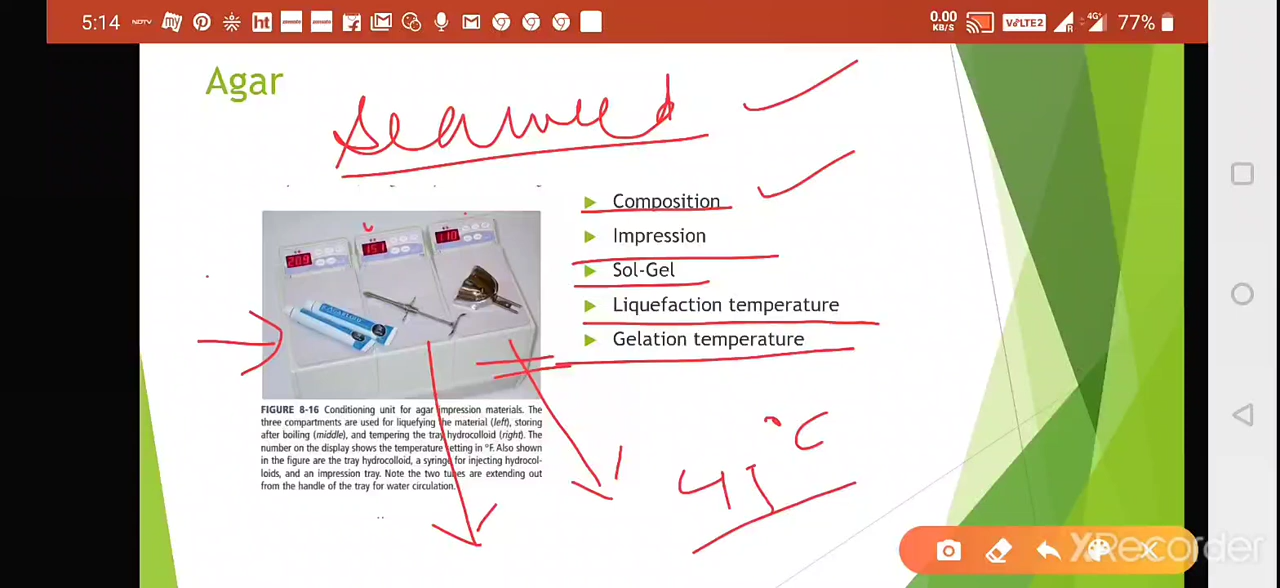 5:14 NDTV my ht 0.00 KB/S VoLTE2 R 4G+ 77%
Agar
Seaweed
Composition
Impression
Sol-Gel
Liquefaction temperature
Gelation temperature
209 151 110
FIGURE 8-16 Conditioning unit for agar impression materials. The
three compartments are used for liquefying the material (left), storing
after boiling (middle), and tempering the tray hydrocolloid (right). The
number on the display shows the temperature setting in °F. Also shown
in the figure are the tray hydrocolloid, a syringe for injecting hydrocol-
loids, and an impression tray. Note the two tubes are extending out
from the handle of the tray for water circulation.
°C
XRecorder